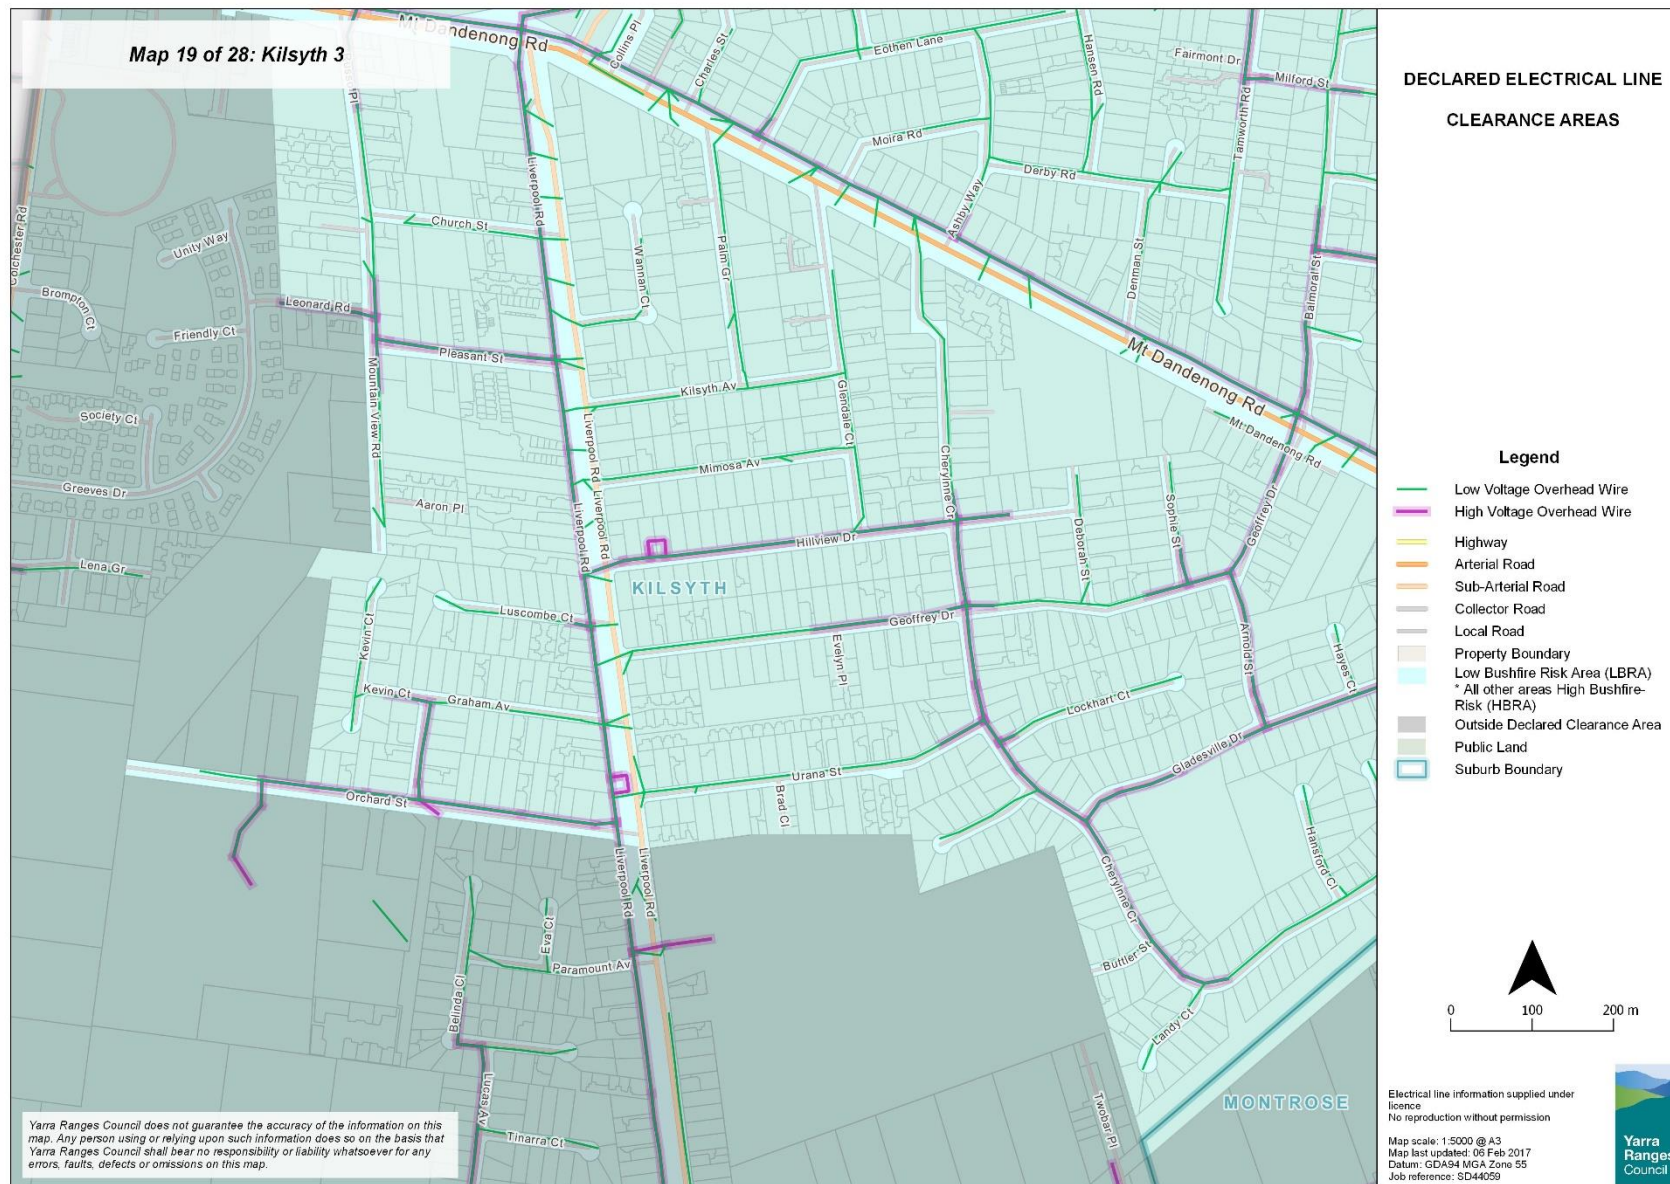 Map 19 of 28: Kilsyth 3
Mt Dandenong Rd
Collins Pl
Charles St
Eothen Lane
Hansen Rd
Fairmont Dr
Milford St
Tamworth Rd
Moira Rd
Derby Rd
Ashby Way
Denman St
Balmoral St
Colchester Rd
Unity Way
Church St
Liverpool Rd
Wannan Ct
Palm Gr
Brompton Ct
Leonard Rd
Friendly Ct
Pleasant St
Mountain View Rd
Kilsyth Av
Glendale Ct
Mt Dandenong Rd
Mt Dandenong Rd
Society Ct
Liverpool Rd
Mimosa Av
Cherylnne Cr
Greeves Dr
Aaron Pl
Liverpool Rd
Liverpool Rd
Hillview Dr
Deborah St
Sophie St
Geoffrey Dr
Lena Gr
KILSYTH
Kevin Ct
Luscombe Ct
Geoffrey Dr
Evelyn Pl
Arnold St
Hayes Ct
Kevin Ct
Graham Av
Lockhart Ct
Gladesville Dr
Urana St
Brad Cl
Orchard St
Liverpool Rd
Liverpool Rd
Cherylnne Cr
Hansford Cl
Eva Ct
Paramount Av
Belinda Cl
Buttler St
Landy Ct
Lucas Av
Tinarra Ct
Twobar Pl
MONTROSE
Yarra Ranges Council does not guarantee the accuracy of the information on this
map. Any person using or relying upon such information does so on the basis that
Yarra Ranges Council shall bear no responsibility or liability whatsoever for any
errors, faults, defects or omissions on this map.
DECLARED ELECTRICAL LINE
CLEARANCE AREAS
Legend
Low Voltage Overhead Wire
High Voltage Overhead Wire
Highway
Arterial Road
Sub-Arterial Road
Collector Road
Local Road
Property Boundary
Low Bushfire Risk Area (LBRA)
* All other areas High Bushfire-
Risk (HBRA)
Outside Declared Clearance Area
Public Land
Suburb Boundary
0 100 200 m
Electrical line information supplied under
licence
No reproduction without permission
Map scale: 1:5000 @ A3
Map last updated: 06 Feb 2017
Datum: GDA94 MGA Zone 55
Job reference: SD44059
Yarra
Ranges
Council